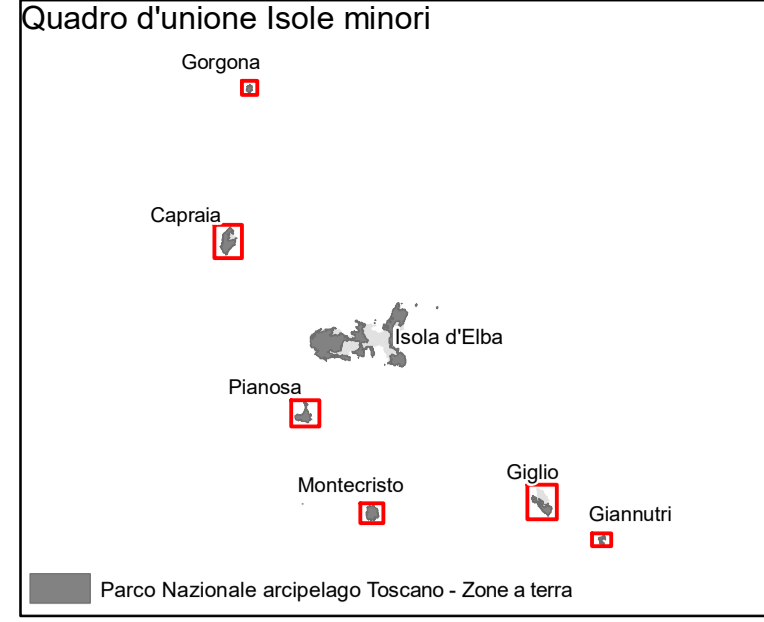 Quadro d'unione Isole minori
Gorgona
Capraia
Isola d'Elba
Pianosa
Giglio
Montecristo
Giannutri
Parco Nazionale arcipelago Toscano - Zone a terra